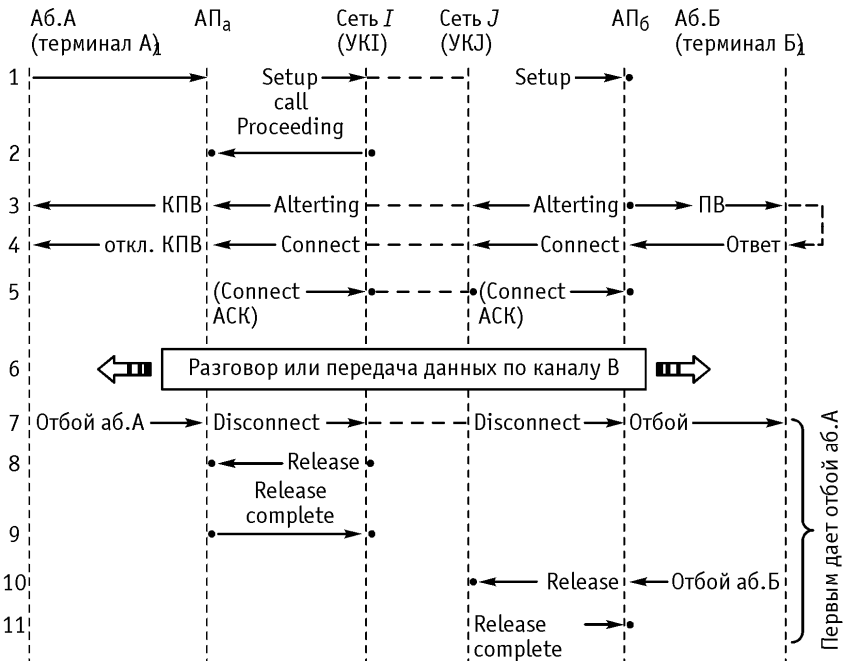 Аб.А АПа Сеть I Сеть J АПб Аб.Б
(терминал А)1 (УКI) (УКJ) (терминал Б)1
1 Setup Setup
call
Proceeding
2
3 КПВ Alterting Alterting ПВ
4 откл. КПВ Connect Connect Ответ
5 (Connect (Connect
АСК) АСК)
6 Разговор или передача данных по каналу В
7 Отбой аб.А Disconnect Disconnect Отбой
8 Release
Release
complete
9
10 Release Отбой аб.Б
11 Release
complete
Первым дает отбой аб.А